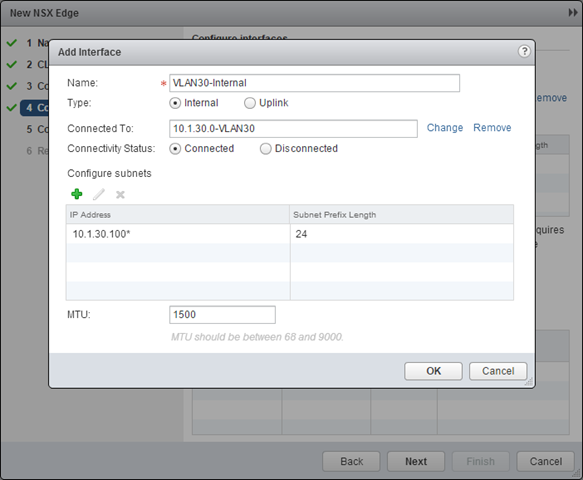 New NSX Edge
Configure interfaces
Add Interface
?
1 Na
2 CL
3 Co
4 Co
5 Co
6 Re
Name: * VLAN30-Internal
Type: Internal Uplink
Connected To: 10.1.30.0-VLAN30 Change Remove
emove
Connectivity Status: Connected Disconnected
Configure subnets
IP Address Subnet Prefix Length
10.1.30.100* 24
gth
quires
e
MTU: 1500
MTU should be between 68 and 9000.
OK Cancel
Back Next Finish Cancel